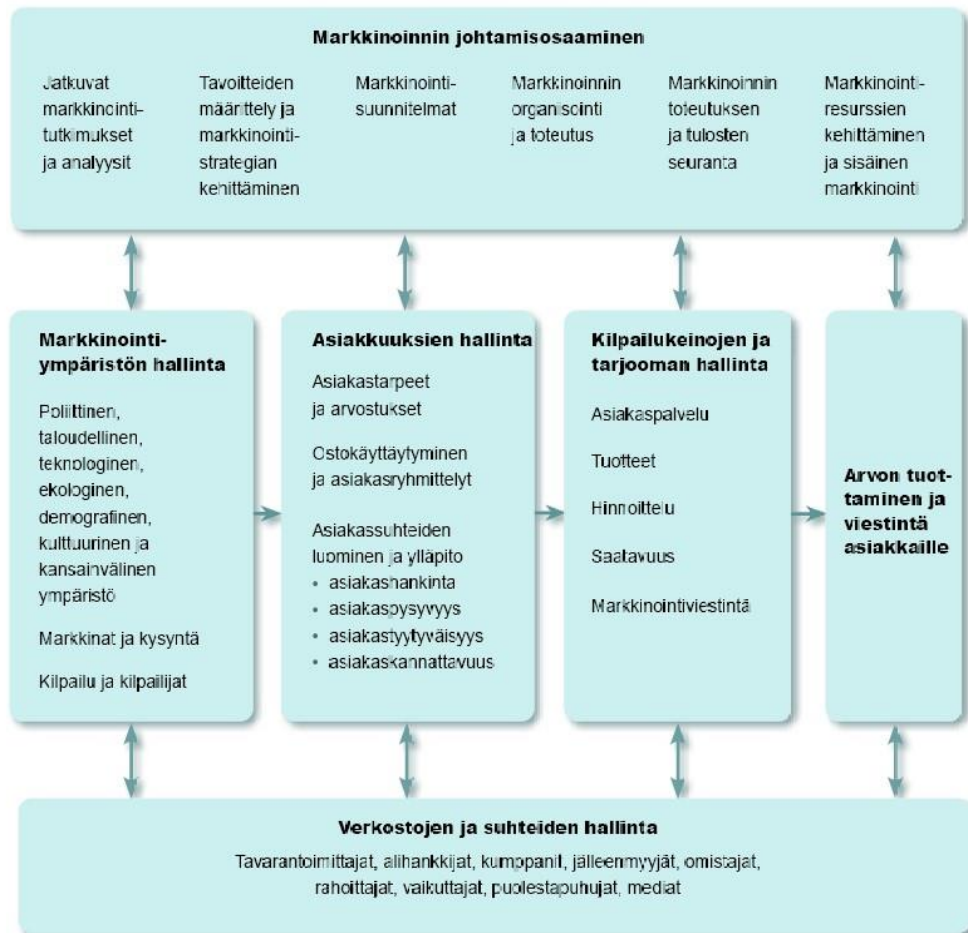 Markkinoinnin johtamisosaaminen
Jatkuvat
markkinointi-
tutkimukset
ja analyysit
Tavoitteiden
määrittely ja
markkinointi-
strategian
kehittäminen
Markkinointi-
suunnitelmat
Markkinoinnin
organisointi
ja toteutus
Markkinoinnin
toteutuksen
ja tulosten
seuranta
Markkinointi-
resurssien
kehittäminen
ja sisäinen
markkinointi
Markkinointi-
ympäristön hallinta
Poliittinen,
taloudellinen,
teknologinen,
ekologinen,
demografinen,
kulttuurinen ja
kansainvälinen
ympäristö
Markkinat ja kysyntä
Kilpailu ja kilpailijat
Asiakkuuksien hallinta
Asiakastarpeet
ja arvostukset
Ostokäyttäytyminen
ja asiakasryhmittelyt
Asiakassuhteiden
luominen ja ylläpito
• asiakashankinta
• asiakaspysyvyys
• asiakastyytyväisyys
• asiakaskannattavuus
Kilpailukeinojen ja
tarjooman hallinta
Asiakaspalvelu
Tuotteet
Hinnoittelu
Saatavuus
Markkinointiviestintä
Arvon tuot-
taminen ja
viestintä
asiakkaille
Verkostojen ja suhteiden hallinta
Tavarantoimittajat, alihankkijat, kumppanit, jälleenmyyjät, omistajat,
rahoittajat, vaikuttajat, puolestapuhujat, mediat